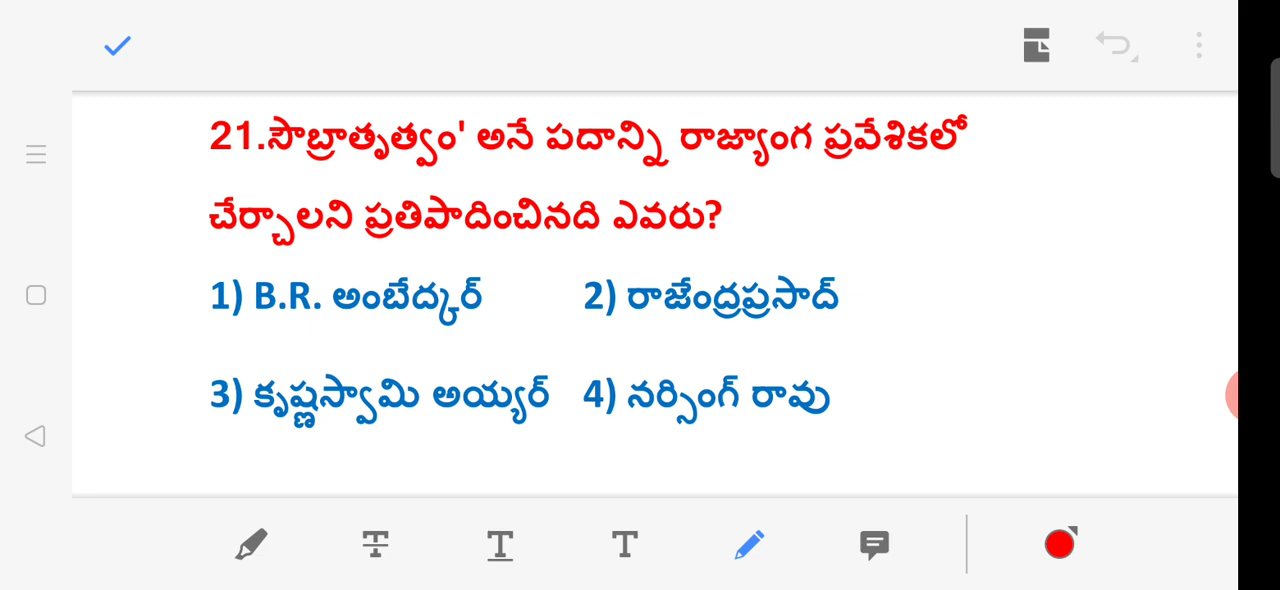 21.సౌబ్రాతృత్వం' అనే పదాన్ని రాజ్యాంగ ప్రవేశికలో
చేర్చాలని ప్రతిపాదించినది ఎవరు?
1) B.R. అంబేద్కర్ 2) రాజేంద్రప్రసాద్
3) కృష్ణస్వామి అయ్యర్ 4) నర్సింగ్ రావు